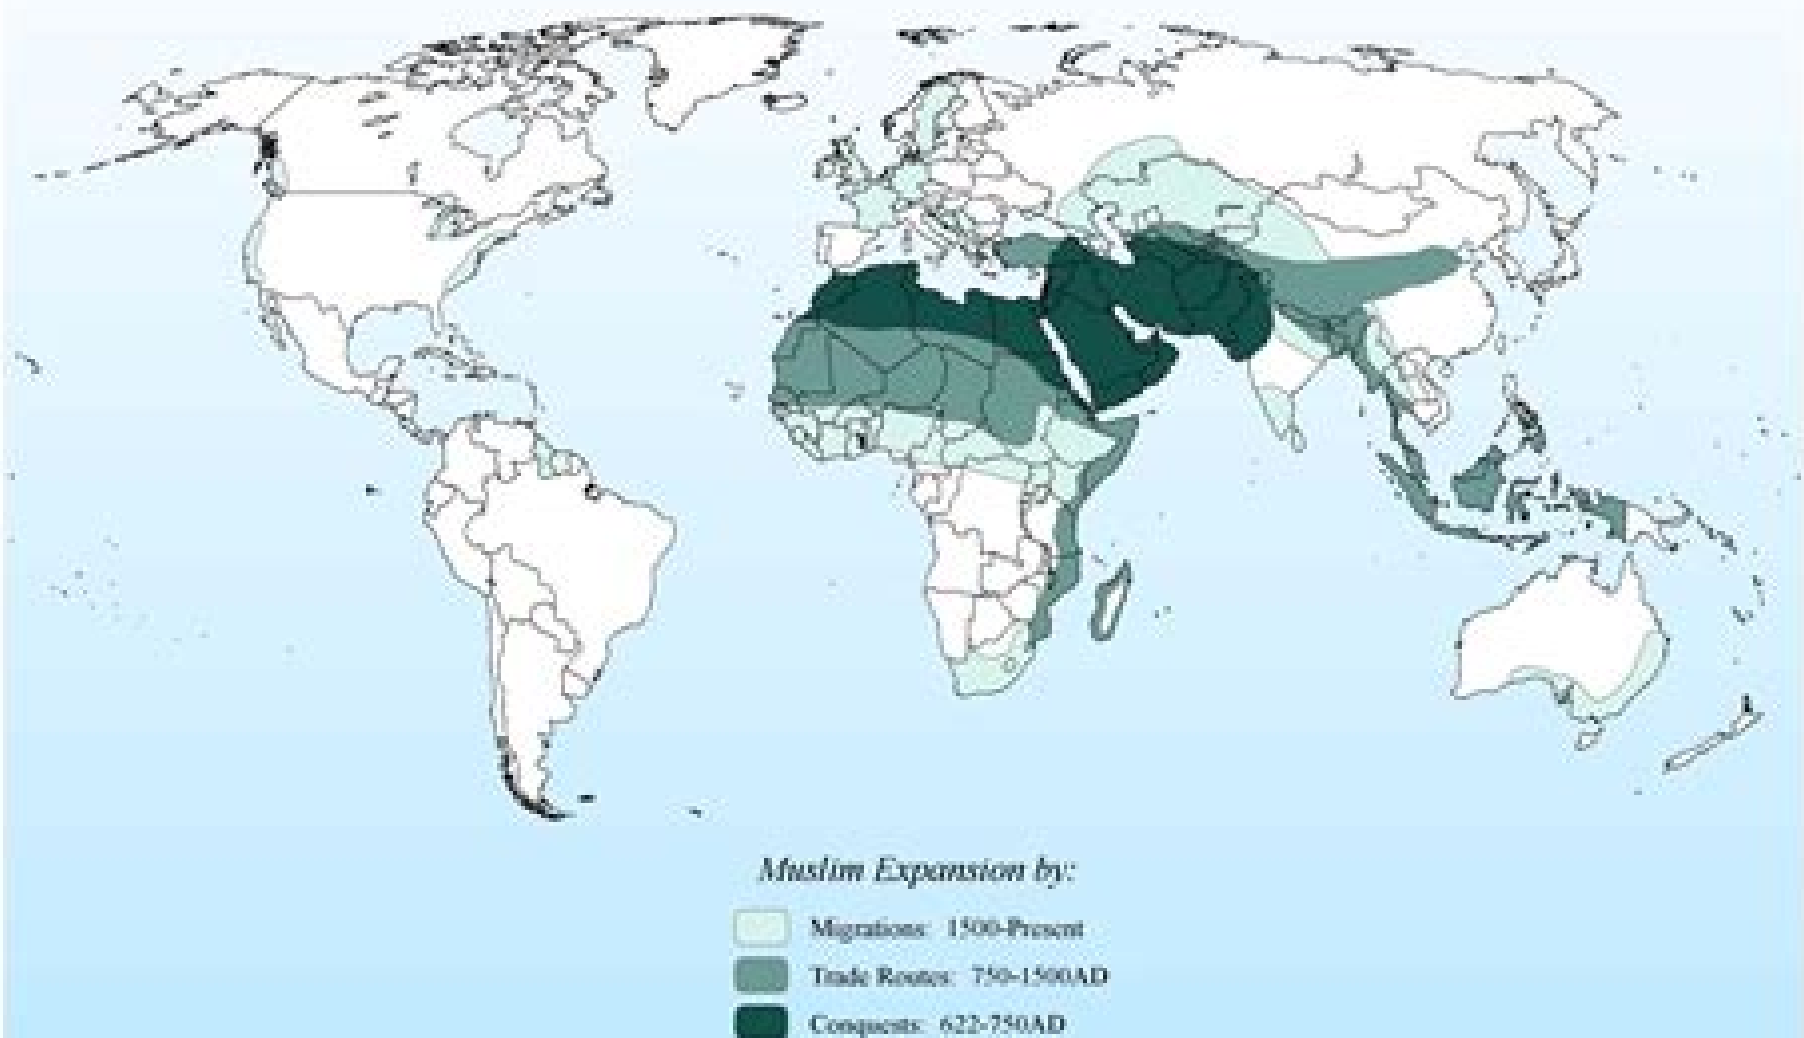 Muslim Expansion by:
Migrations: 1500-Present
Trade Routes: 750-1500AD
Conquests: 622-750AD